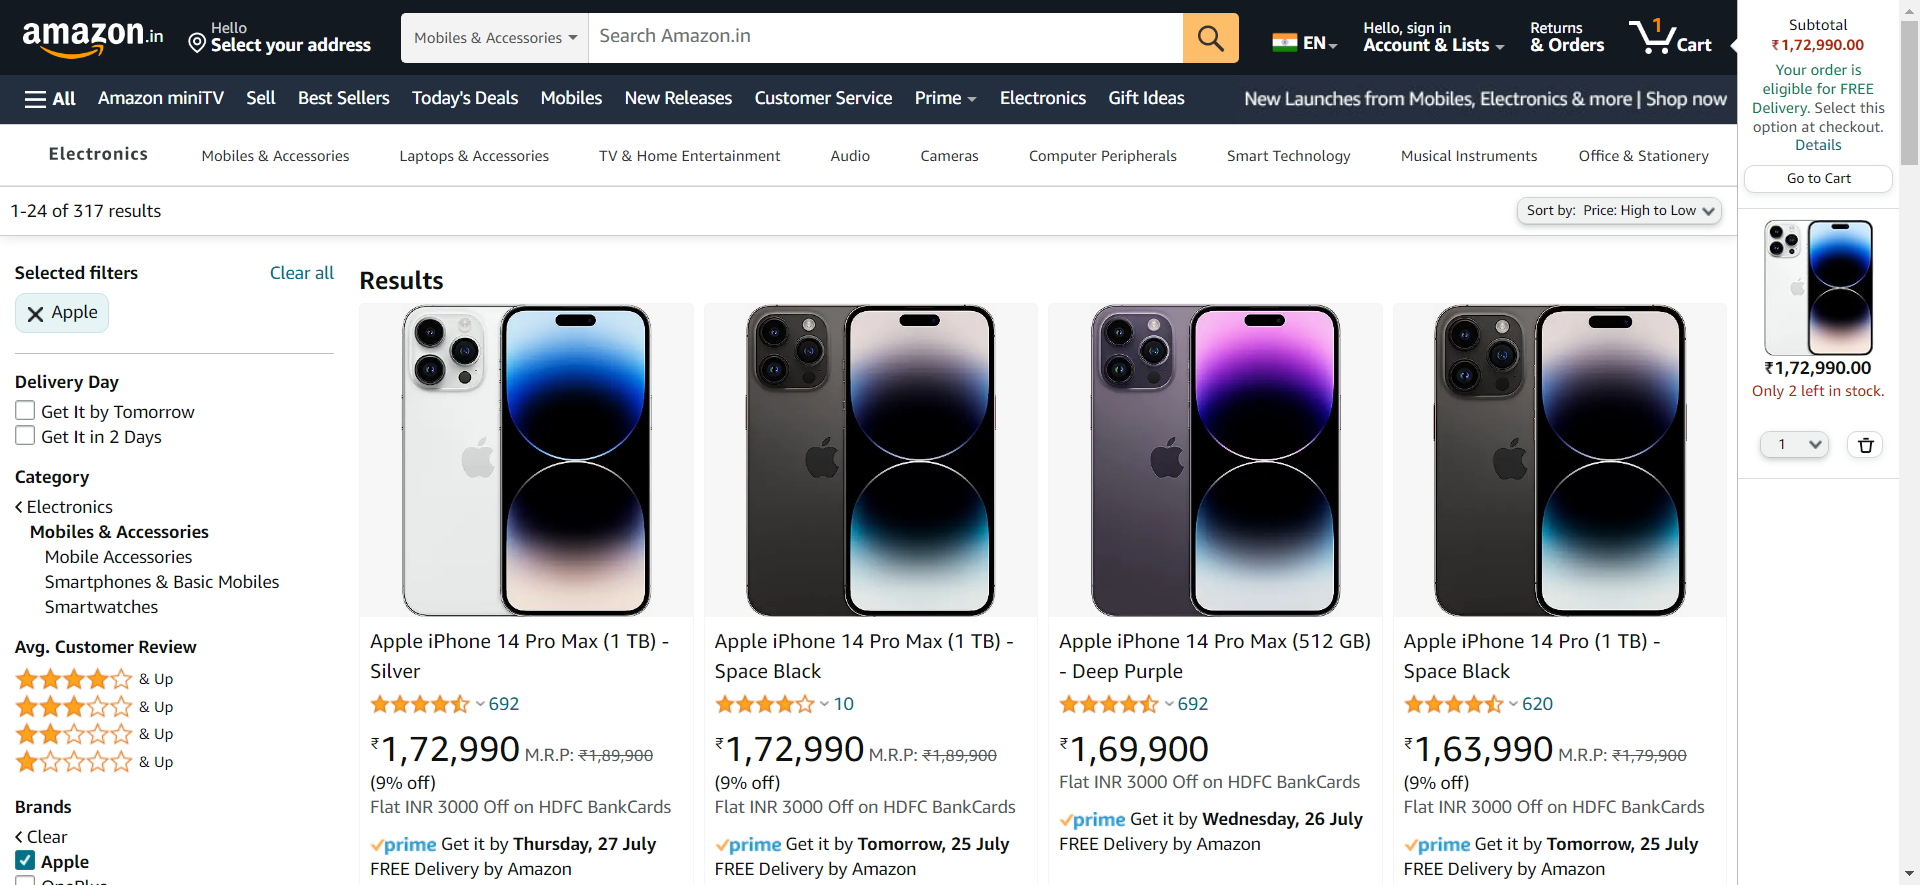 amazon.in
Hello
Select your address
Mobiles & Accessories
Search Amazon.in
EN
Hello, sign in
Account & Lists
Returns
& Orders
1
Cart
All
Amazon miniTV
Sell
Best Sellers
Today's Deals
Mobiles
New Releases
Customer Service
Prime
Electronics
Gift Ideas
New Launches from Mobiles, Electronics & more | Shop now
Electronics
Mobiles & Accessories
Laptops & Accessories
TV & Home Entertainment
Audio
Cameras
Computer Peripherals
Smart Technology
Musical Instruments
Office & Stationery
1-24 of 317 results
Sort by: Price: High to Low
Selected filters
Clear all
Apple
Delivery Day
Get It by Tomorrow
Get It in 2 Days
Category
Electronics
Mobiles & Accessories
Mobile Accessories
Smartphones & Basic Mobiles
Smartwatches
Avg. Customer Review
& Up
& Up
& Up
& Up
Brands
Clear
Apple
OnePlus
Results
Apple iPhone 14 Pro Max (1 TB) -
Silver
692
₹1,72,990 M.R.P: ₹1,89,900
(9% off)
Flat INR 3000 Off on HDFC BankCards
prime Get it by Thursday, 27 July
FREE Delivery by Amazon
Apple iPhone 14 Pro Max (1 TB) -
Space Black
10
₹1,72,990 M.R.P: ₹1,89,900
(9% off)
Flat INR 3000 Off on HDFC BankCards
prime Get it by Tomorrow, 25 July
FREE Delivery by Amazon
Apple iPhone 14 Pro Max (512 GB)
- Deep Purple
692
₹1,69,900
Flat INR 3000 Off on HDFC BankCards
prime Get it by Wednesday, 26 July
FREE Delivery by Amazon
Apple iPhone 14 Pro (1 TB) -
Space Black
620
₹1,63,990 M.R.P: ₹1,79,900
(9% off)
Flat INR 3000 Off on HDFC BankCards
prime Get it by Tomorrow, 25 July
FREE Delivery by Amazon
Subtotal
₹1,72,990.00
Your order is
eligible for FREE
Delivery. Select this
option at checkout.
Details
Go to Cart
₹1,72,990.00
Only 2 left in stock.
1